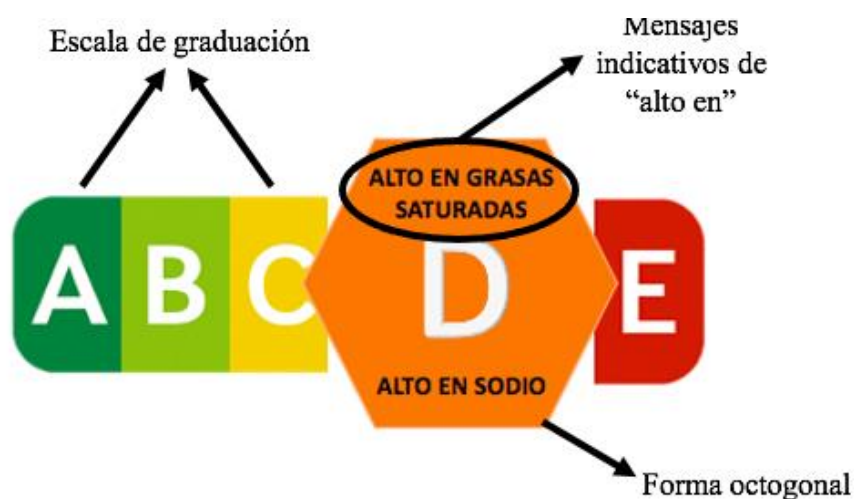 Escala de graduación
Mensajes
indicativos de
“alto en”
ALTO EN GRASAS
SATURADAS
A B C D E
ALTO EN SODIO
Forma octogonal